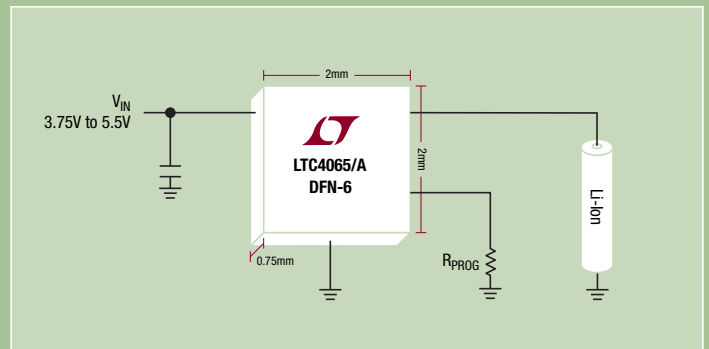 2mm
V_IN
3.75V to 5.5V
LTC4065/A
DFN-6
2mm
Li-Ion
R_PROG
0.75mm